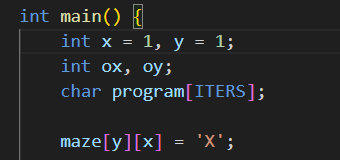 int main() {
int x = 1, y = 1;
int ox, oy;
char program[ITERS];
maze[y][x] = 'X';